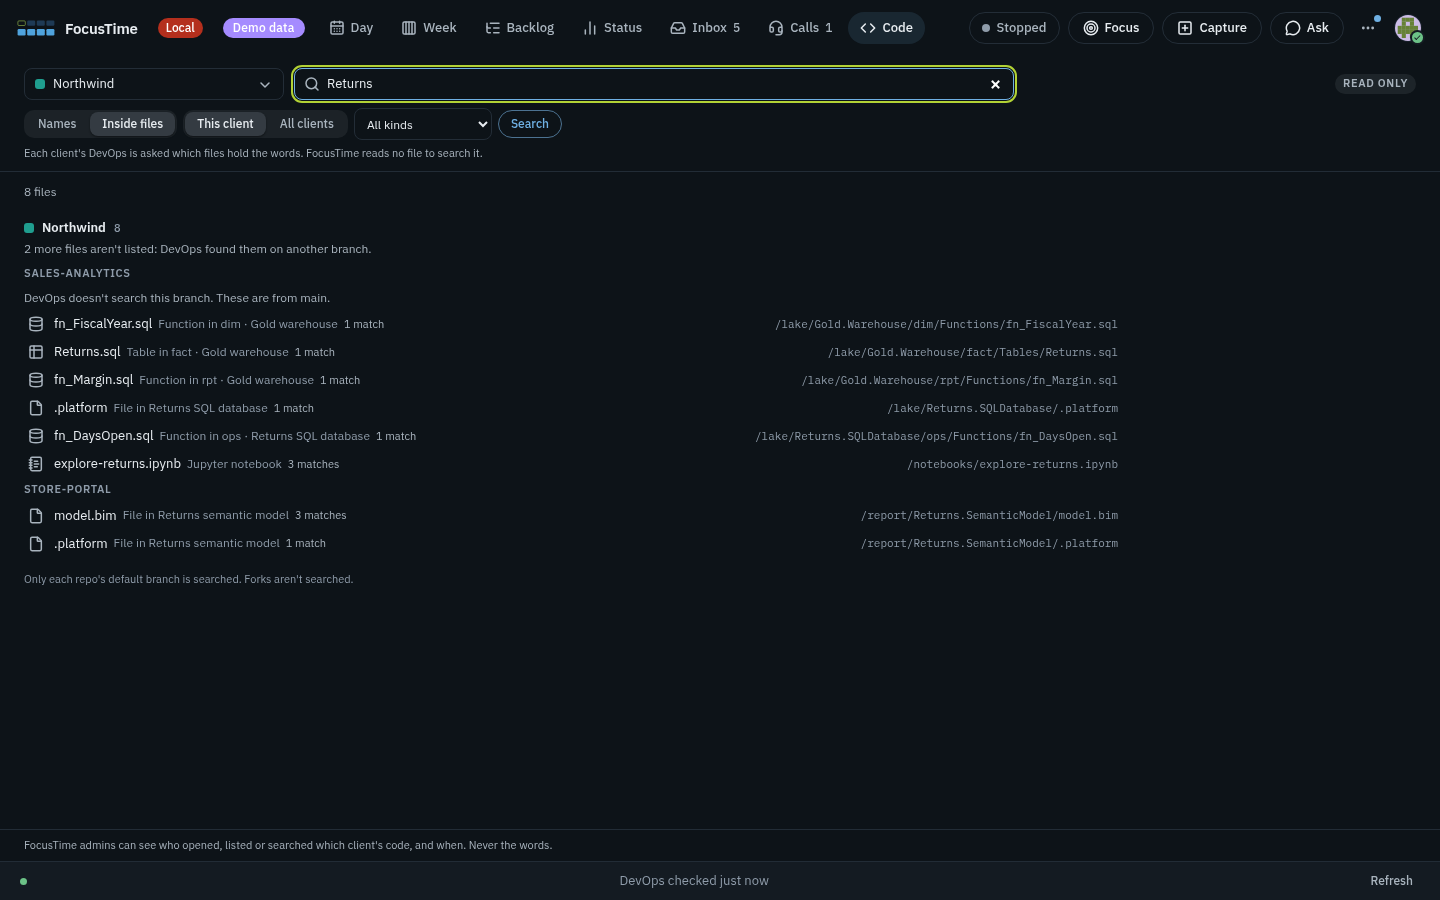 FocusTime Local Demo data Day Week Backlog Status Inbox 5 Calls 1 Code Stopped Focus Capture Ask
Northwind Returns READ ONLY
Names Inside files This client All clients All kinds Search
Each client's DevOps is asked which files hold the words. FocusTime reads no file to search it.
8 files
Northwind 8
2 more files aren't listed: DevOps found them on another branch.
SALES-ANALYTICS
DevOps doesn't search this branch. These are from main.
fn_FiscalYear.sql Function in dim · Gold warehouse 1 match /lake/Gold.Warehouse/dim/Functions/fn_FiscalYear.sql
Returns.sql Table in fact · Gold warehouse 1 match /lake/Gold.Warehouse/fact/Tables/Returns.sql
fn_Margin.sql Function in rpt · Gold warehouse 1 match /lake/Gold.Warehouse/rpt/Functions/fn_Margin.sql
.platform File in Returns SQL database 1 match /lake/Returns.SQLDatabase/.platform
fn_DaysOpen.sql Function in ops · Returns SQL database 1 match /lake/Returns.SQLDatabase/ops/Functions/fn_DaysOpen.sql
explore-returns.ipynb Jupyter notebook 3 matches /notebooks/explore-returns.ipynb
STORE-PORTAL
model.bim File in Returns semantic model 3 matches /report/Returns.SemanticModel/model.bim
.platform File in Returns semantic model 1 match /report/Returns.SemanticModel/.platform
Only each repo's default branch is searched. Forks aren't searched.
FocusTime admins can see who opened, listed or searched which client's code, and when. Never the words.
DevOps checked just now Refresh